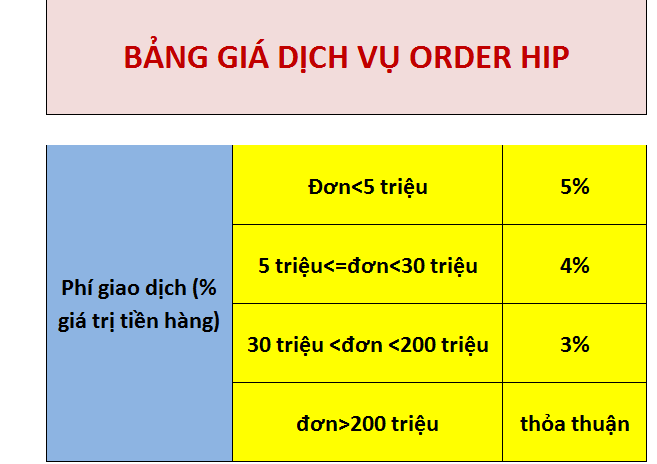 BẢNG GIÁ DỊCH VỤ ORDER HIP
Phí giao dịch (%
giá trị tiền hàng)
Đơn<5 triệu
5%
5 triệu<=đơn<30 triệu
4%
30 triệu <đơn <200 triệu
3%
đơn>200 triệu
thỏa thuận